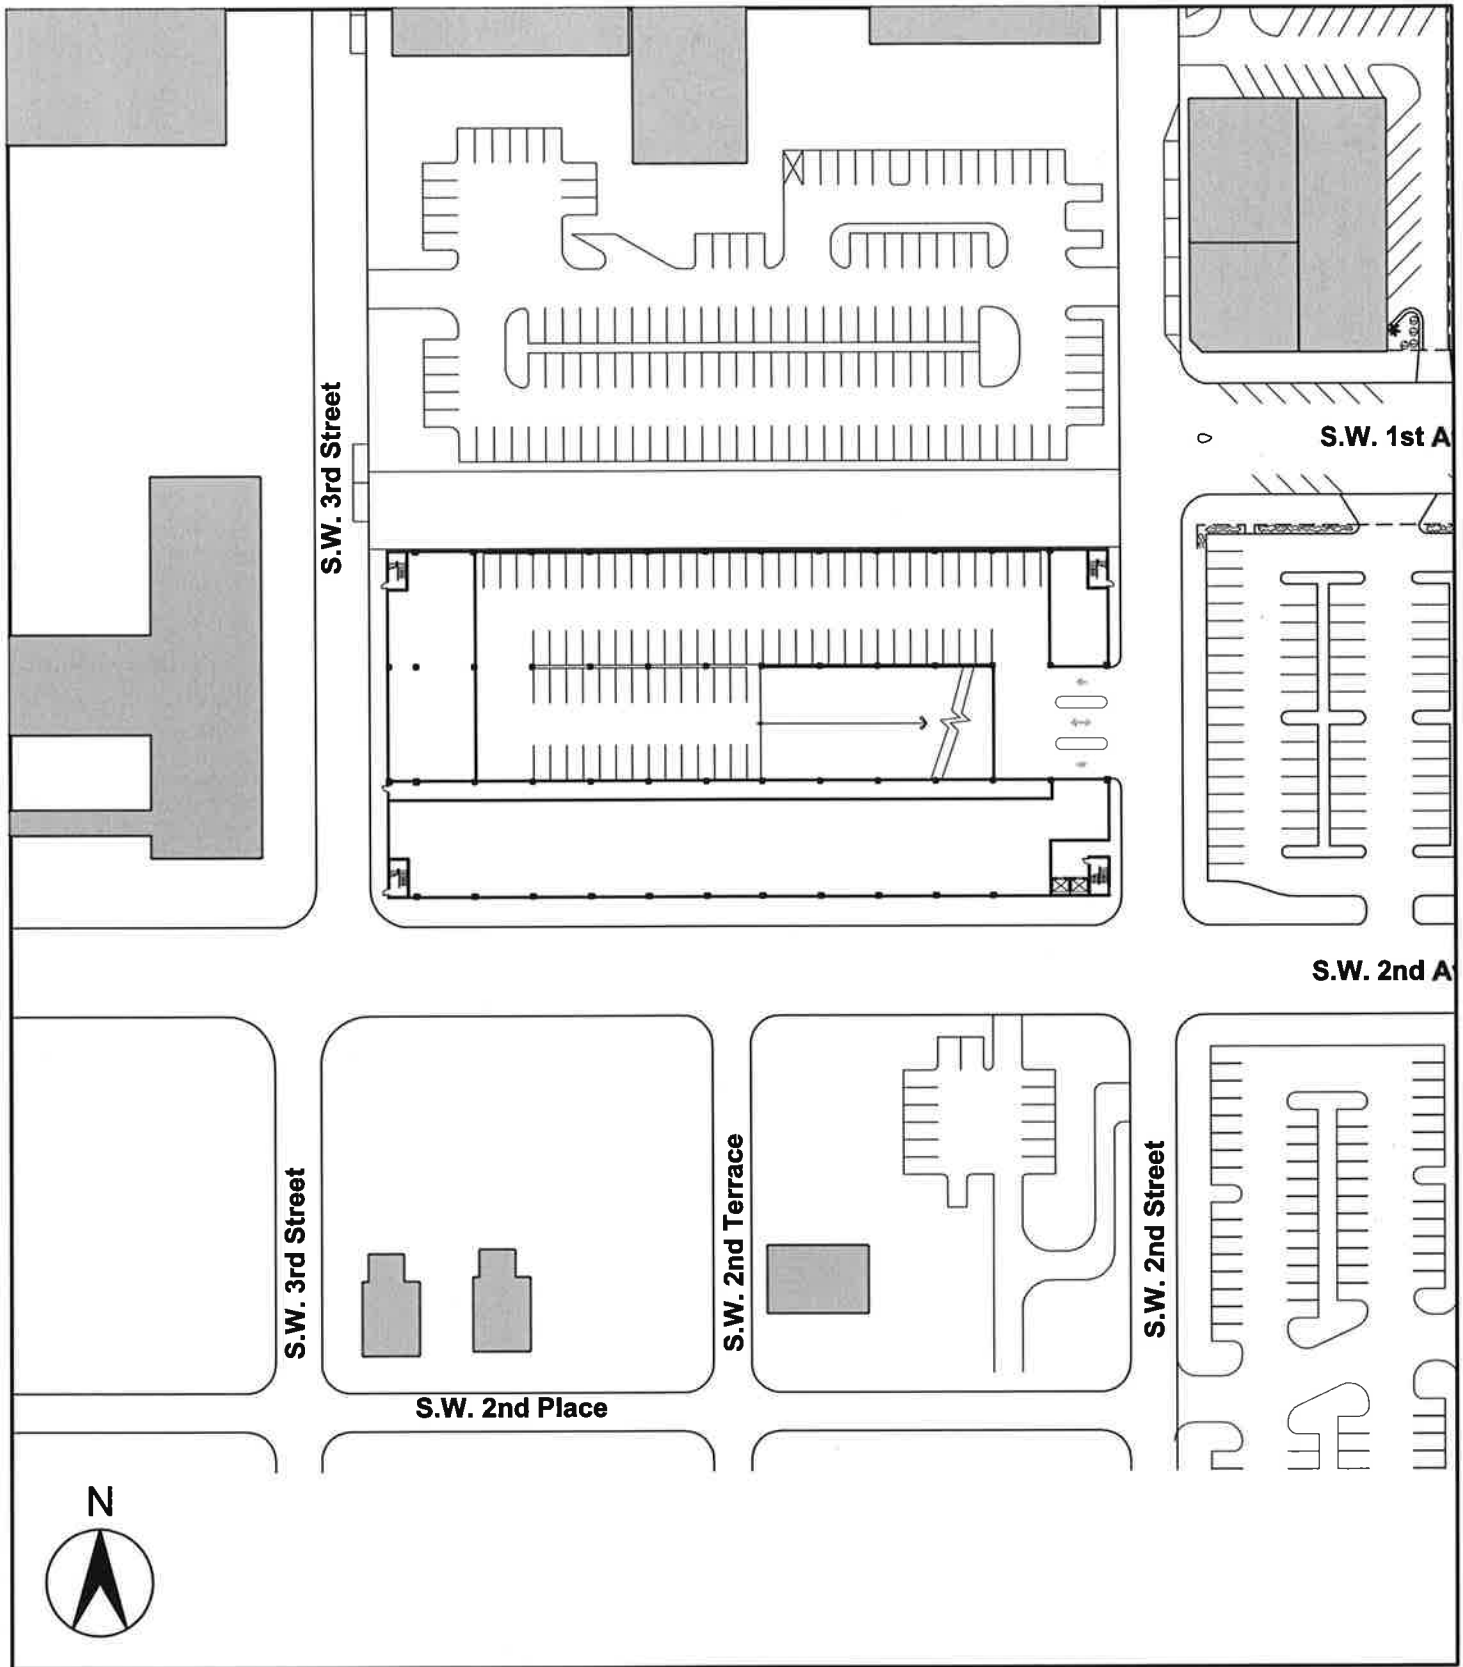 S.W. 3rd Street
S.W. 1st A
S.W. 2nd A
S.W. 3rd Street
S.W. 2nd Terrace
S.W. 2nd Street
S.W. 2nd Place
N